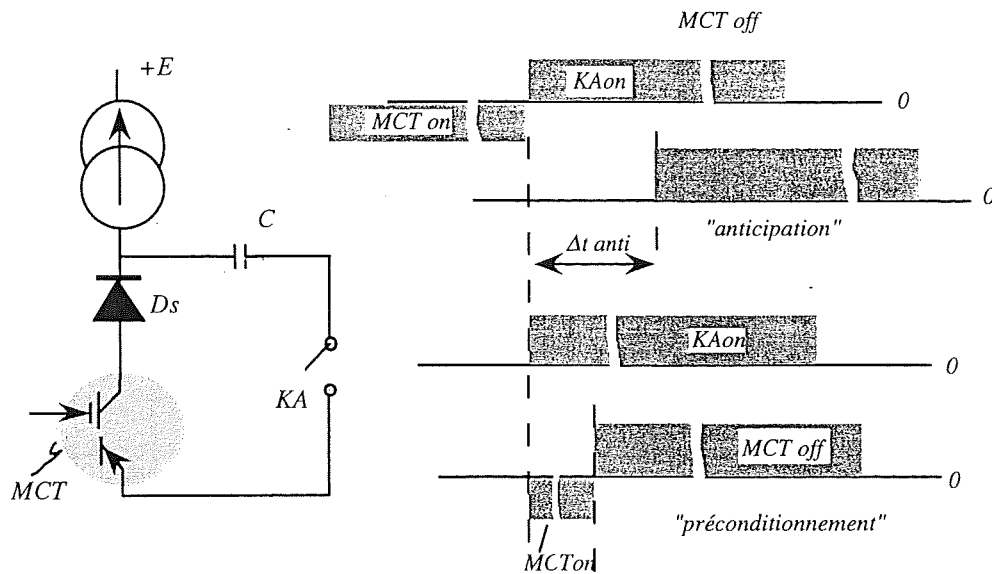 MCT off
+E
KAon
0
MCT on
0
C
"anticipation"
Δt anti
Ds
KAon
0
KA
MCT off
MCT
0
"préconditionnement"
MCTon